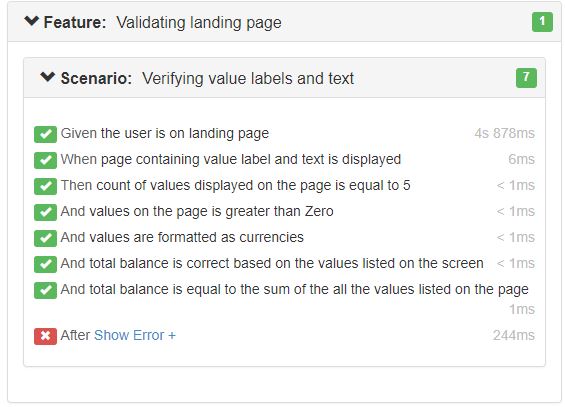 Feature: Validating landing page 1
Scenario: Verifying value labels and text 7
Given the user is on landing page 4s 878ms
When page containing value label and text is displayed 6ms
Then count of values displayed on the page is equal to 5 < 1ms
And values on the page is greater than Zero < 1ms
And values are formatted as currencies < 1ms
And total balance is correct based on the values listed on the screen < 1ms
And total balance is equal to the sum of the all the values listed on the page
1ms
After Show Error + 244ms